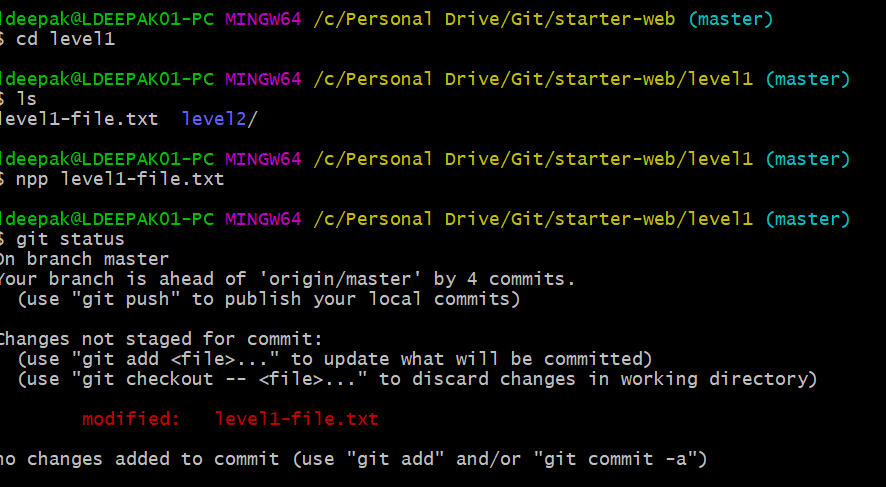 ldeepak@LDEEPAK01-PC MINGW64 /c/Personal Drive/Git/starter-web (master)
$ cd level1
ldeepak@LDEEPAK01-PC MINGW64 /c/Personal Drive/Git/starter-web/level1 (master)
$ ls
level1-file.txt  level2/
ldeepak@LDEEPAK01-PC MINGW64 /c/Personal Drive/Git/starter-web/level1 (master)
$ npp level1-file.txt
ldeepak@LDEEPAK01-PC MINGW64 /c/Personal Drive/Git/starter-web/level1 (master)
$ git status
On branch master
Your branch is ahead of 'origin/master' by 4 commits.
  (use "git push" to publish your local commits)
Changes not staged for commit:
  (use "git add <file>..." to update what will be committed)
  (use "git checkout -- <file>..." to discard changes in working directory)
        modified:   level1-file.txt
no changes added to commit (use "git add" and/or "git commit -a")